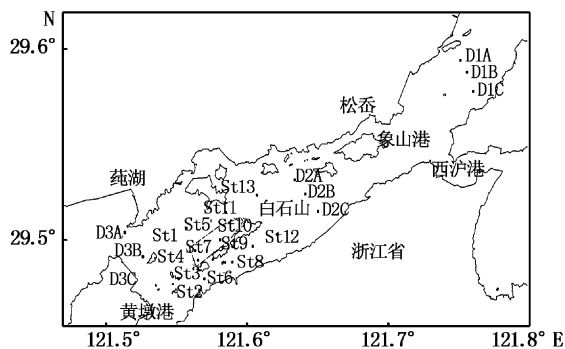 N
29.6°
D1A
D1B
D1C
松岙
象山港
西沪港
莼湖
D2A
St13
D2B
St11
白石山
D2C
D3A
St5
St10
St1
St12
29.5°
D3B
St7
St9
浙江省
St4
St8
D3C
St3
St6
St2
黄墩港
121.5°
121.6°
121.7°
121.8° E